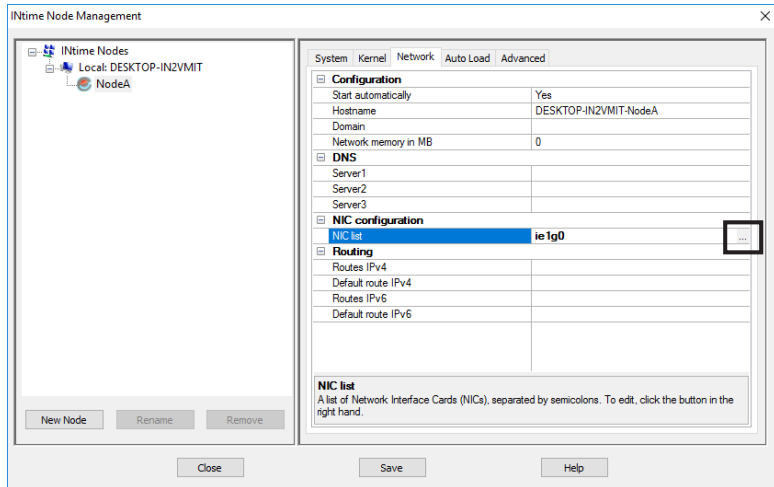 INtime Node Management
INtime Nodes
Local: DESKTOP-IN2VMIT
NodeA
New Node Rename Remove
System Kernel Network Auto Load Advanced
Configuration
Start automatically Yes
Hostname DESKTOP-IN2VMIT-NodeA
Domain
Network memory in MB 0
DNS
Server1
Server2
Server3
NIC configuration
NIC list ie1g0 ...
Routing
Routes IPv4
Default route IPv4
Routes IPv6
Default route IPv6
NIC list
A list of Network Interface Cards (NICs), separated by semicolons. To edit, click the button in the
right hand.
Close Save Help